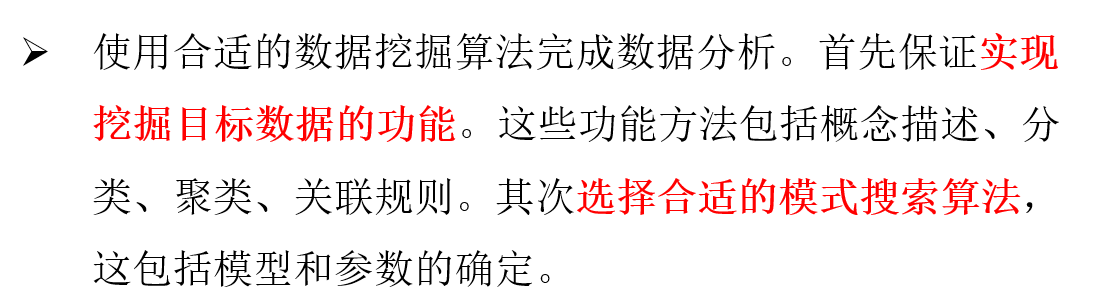 ➢ 使用合适的数据挖掘算法完成数据分析。首先保证实现
挖掘目标数据的功能。这些功能方法包括概念描述、分
类、聚类、关联规则。其次选择合适的模式搜索算法，
这包括模型和参数的确定。